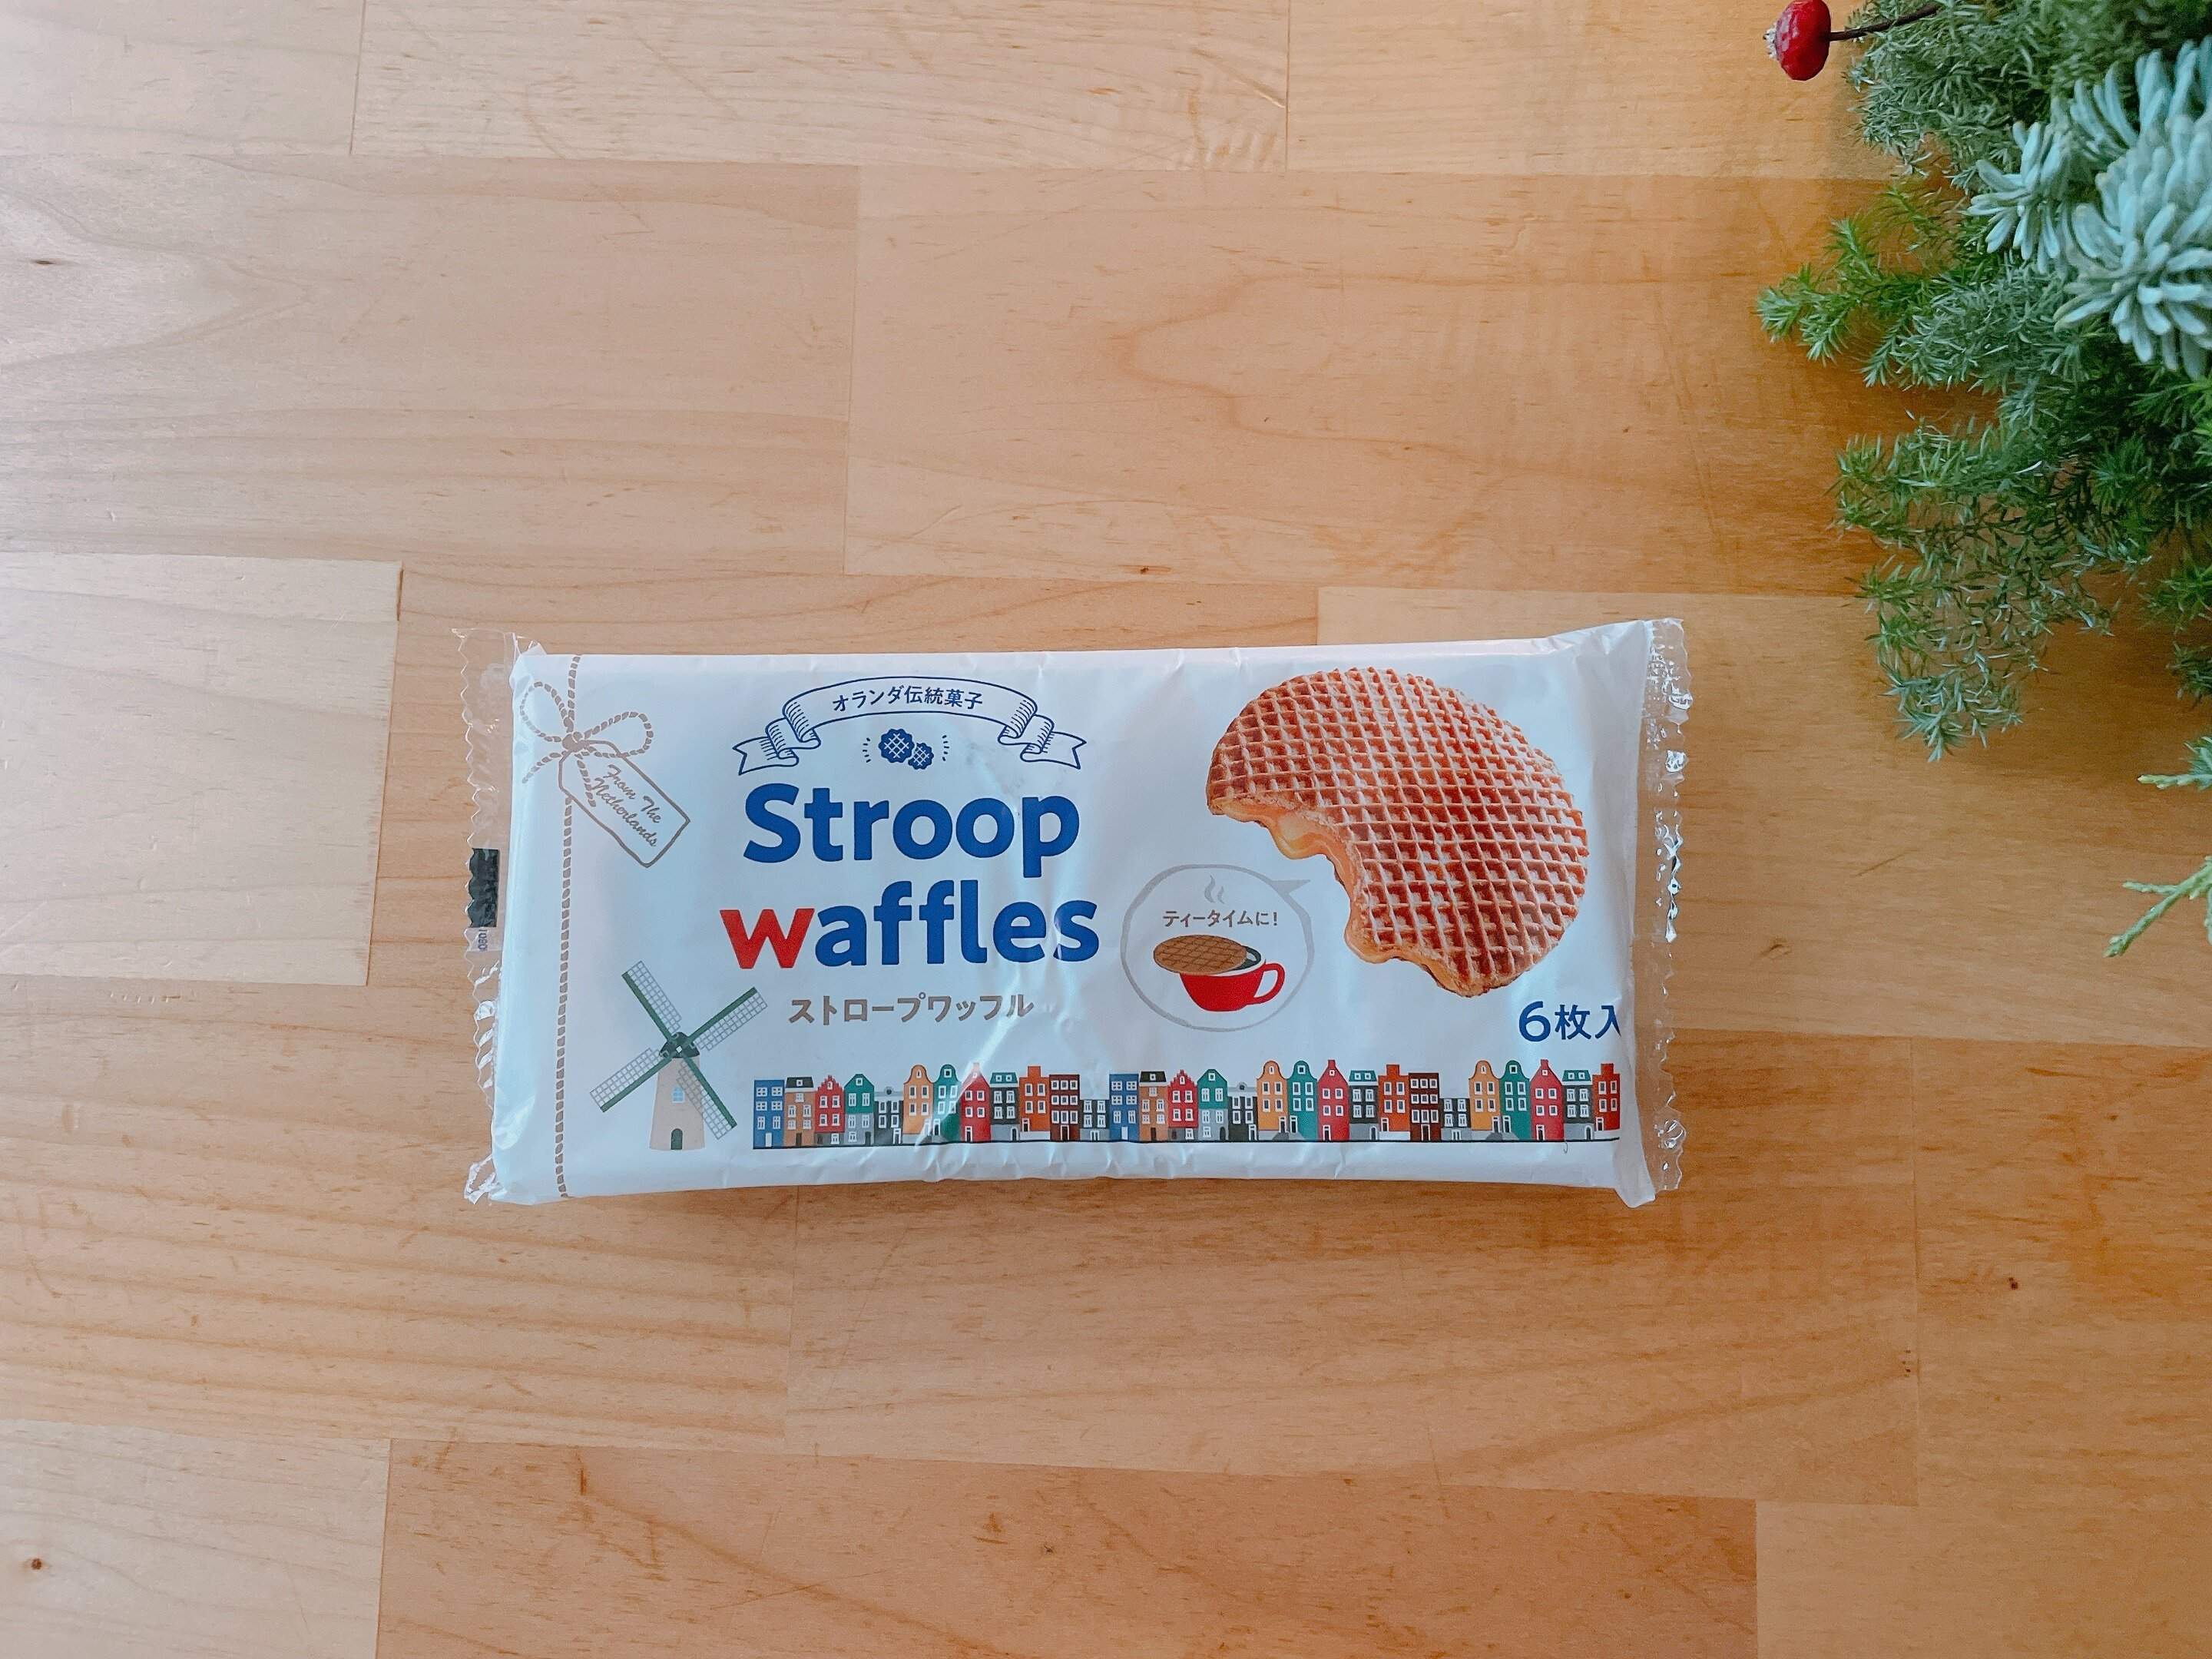 オランダ伝統菓子
From The
Netherlands
Stroop
waffles
ストロープワッフル
ティータイムに!
6枚入